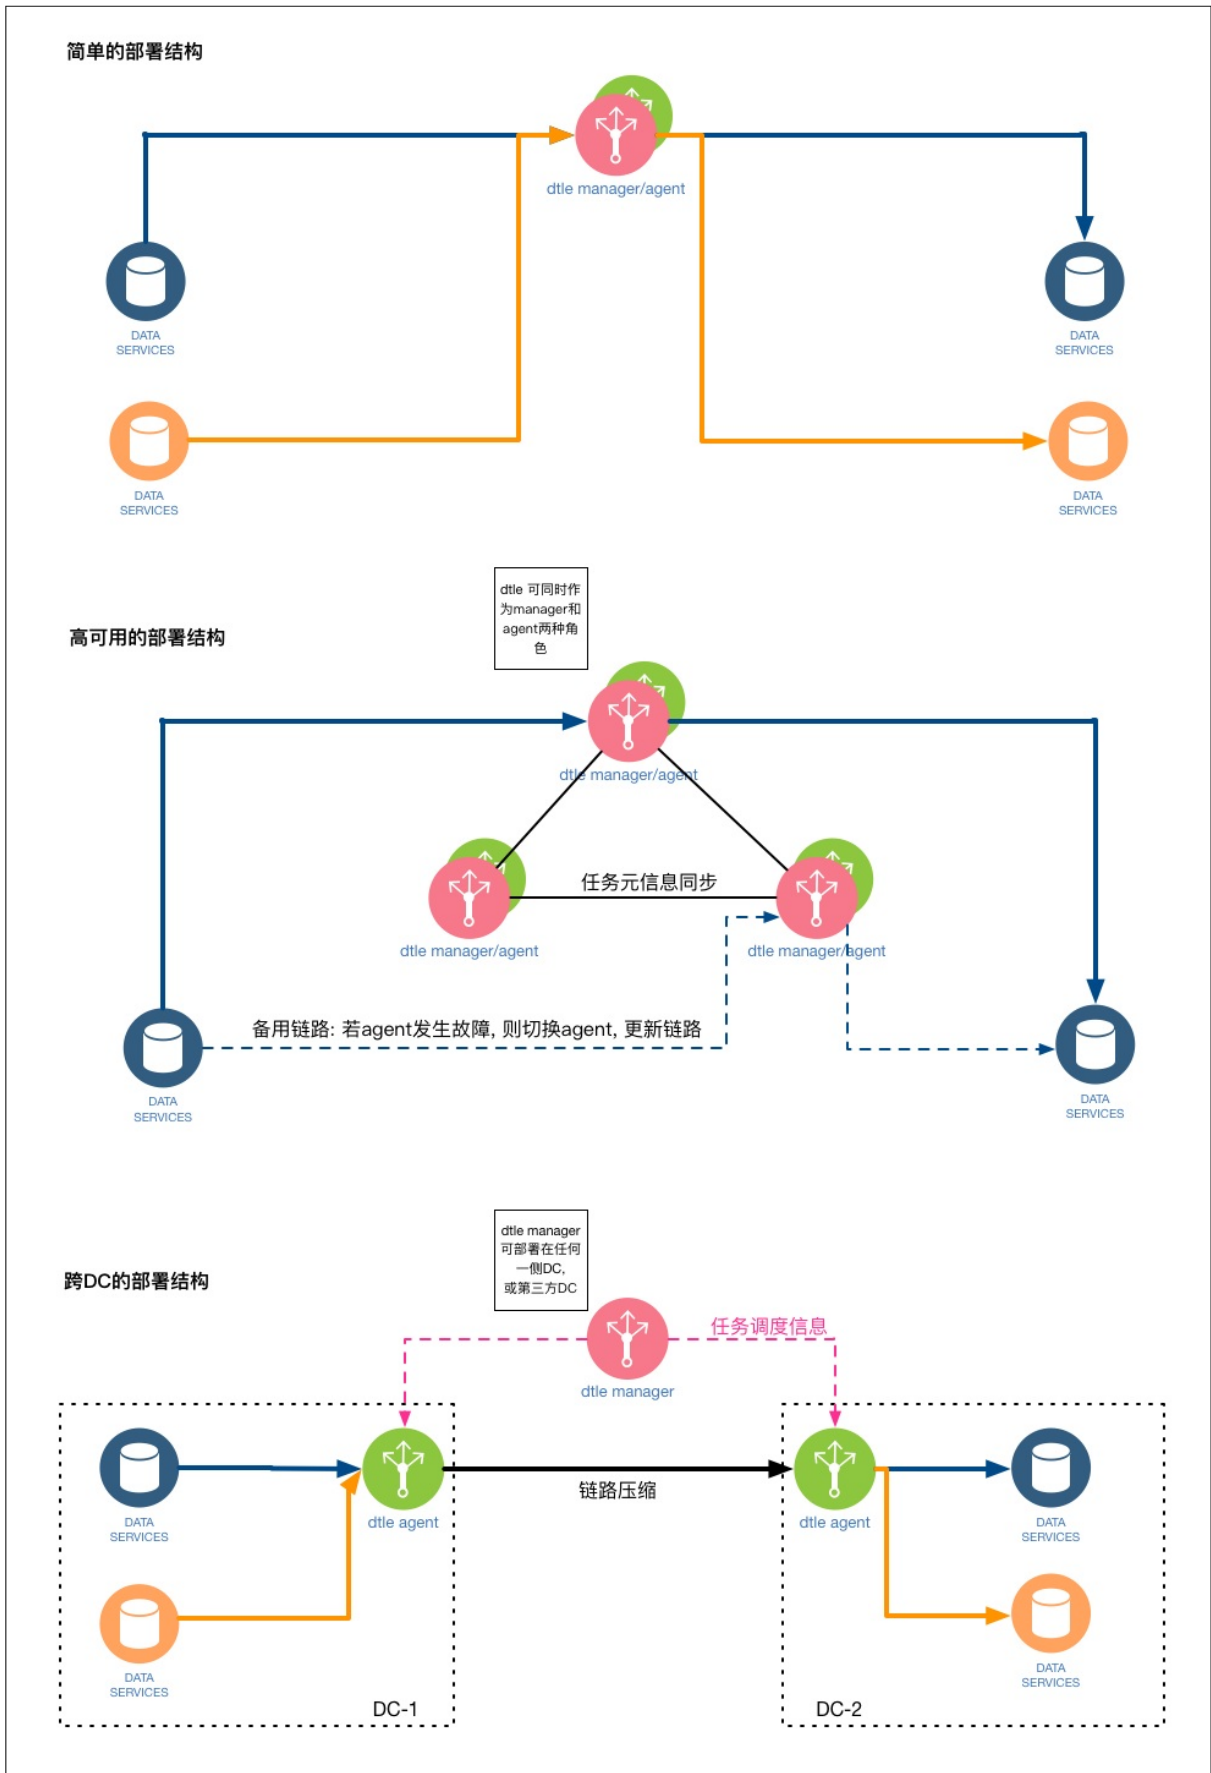 简单的部署结构
dtle manager/agent
DATA
SERVICES
DATA
SERVICES
DATA
SERVICES
DATA
SERVICES
dtle 可同时作
为manager和
agent两种角
色
高可用的部署结构
dtle manager/agent
任务元信息同步
dtle manager/agent
dtle manager/agent
备用链路: 若agent发生故障, 则切换agent, 更新链路
DATA
SERVICES
DATA
SERVICES
dtle manager
可部署在任何
一侧DC,
或第三方DC
跨DC的部署结构
任务调度信息
dtle manager
链路压缩
DATA
SERVICES
dtle agent
dtle agent
DATA
SERVICES
DATA
SERVICES
DATA
SERVICES
DC-1
DC-2